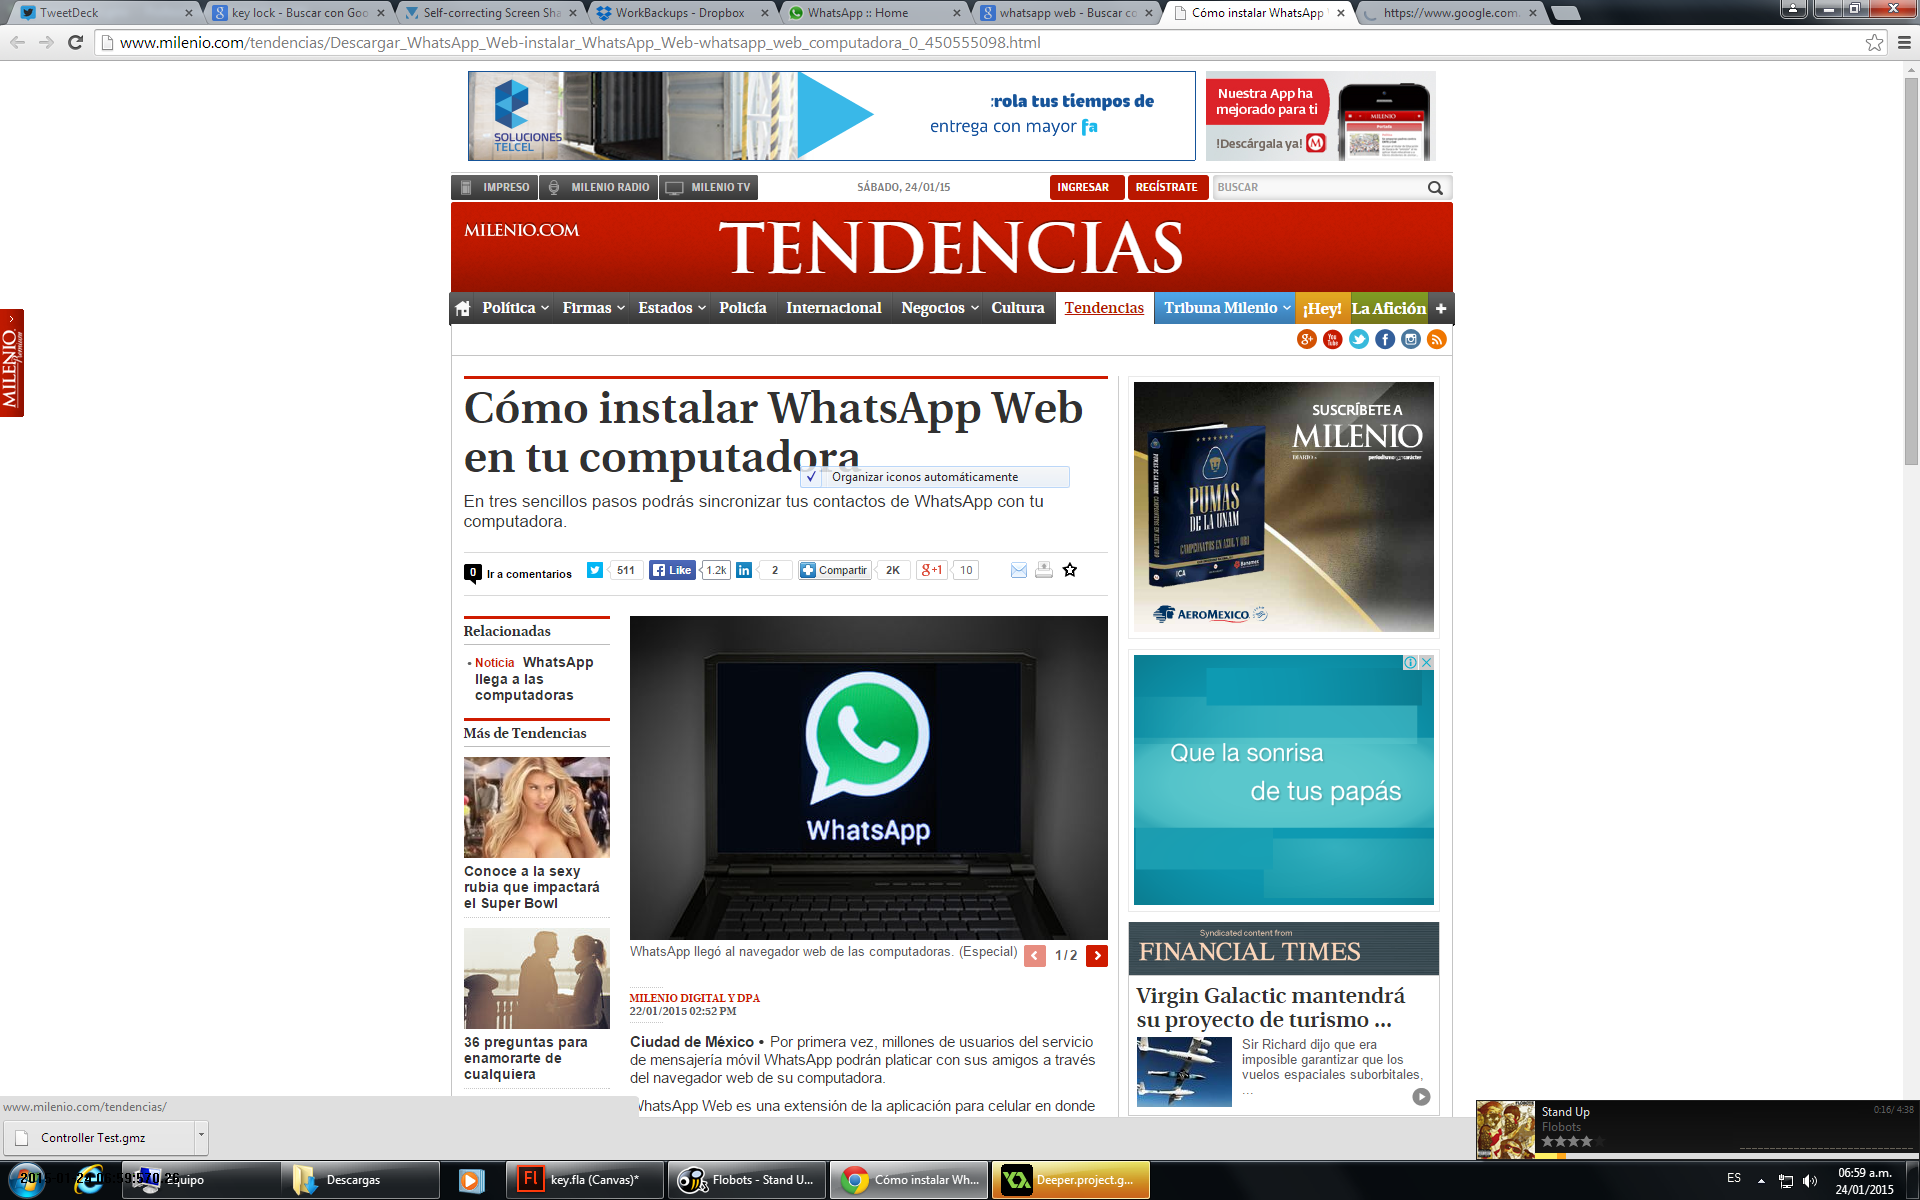 TweetDeck
key lock - Buscar con Goo
Self-correcting Screen Sha
WorkBackups - Dropbox
WhatsApp :: Home
whatsapp web - Buscar co
Cómo instalar WhatsApp
https://www.google.com.
www.milenio.com/tendencias/Descargar_WhatsApp_Web-instalar_WhatsApp_Web-whatsapp_web_computadora_0_450555098.html
SOLUCIONES
TELCEL
:rola tus tiempos de
entrega con mayor fa
Nuestra App ha
mejorado para ti
!Descárgala ya! M
MILENIO
IMPRESO
MILENIO RADIO
MILENIO TV
SÁBADO, 24/01/15
INGRESAR
REGÍSTRATE
BUSCAR
MILENIO.COM
TENDENCIAS
Política
Firmas
Estados
Policía
Internacional
Negocios
Cultura
Tendencias
Tribuna Milenio
¡Hey!
La Afición
+
MILENIO
Cómo instalar WhatsApp Web
en tu computadora
Organizar iconos automáticamente
En tres sencillos pasos podrás sincronizar tus contactos de WhatsApp con tu
computadora.
0 Ir a comentarios
511
Like
1.2k
in
2
Compartir
2K
g+1
10
SUSCRÍBETE A
MILENIO
DIARIO
PUMAS
DE LA UNAM
CAMPEONATOS EN AZUL Y ORO
AEROMEXICO
Relacionadas
• Noticia WhatsApp
llega a las
computadoras
Más de Tendencias
Conoce a la sexy
rubia que impactará
el Super Bowl
36 preguntas para
enamorarte de
cualquiera
WhatsApp
WhatsApp llegó al navegador web de las computadoras. (Especial)
1 / 2
MILENIO DIGITAL Y DPA
22/01/2015 02:52 PM
Ciudad de México • Por primera vez, millones de usuarios del servicio
de mensajería móvil WhatsApp podrán platicar con sus amigos a través
del navegador web de su computadora.
WhatsApp Web es una extensión de la aplicación para celular en donde
Que la sonrisa
de tus papás
Syndicated content from
FINANCIAL TIMES
Virgin Galactic mantendrá
su proyecto de turismo ...
Sir Richard dijo que era
imposible garantizar que los
vuelos espaciales suborbitales,
...
www.milenio.com/tendencias/
Controller Test.gmz
Stand Up
Flobots
0:16/ 4:38
Equipo
Descargas
Fl
key.fla (Canvas)*
Flobots - Stand U...
Cómo instalar Wh...
Deeper.project.g...
ES
06:59 a.m.
24/01/2015